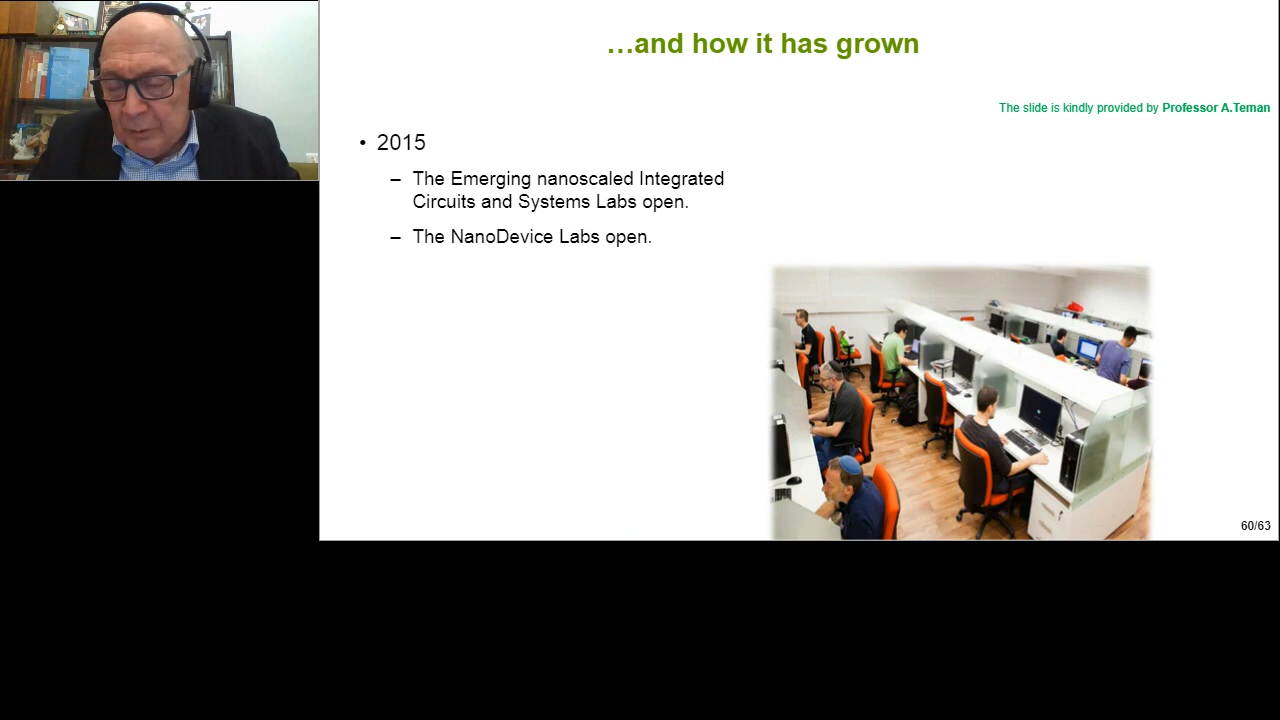 …and how it has grown
The slide is kindly provided by Professor A.Teman
• 2015
– The Emerging nanoscaled Integrated
Circuits and Systems Labs open.
– The NanoDevice Labs open.
60/63